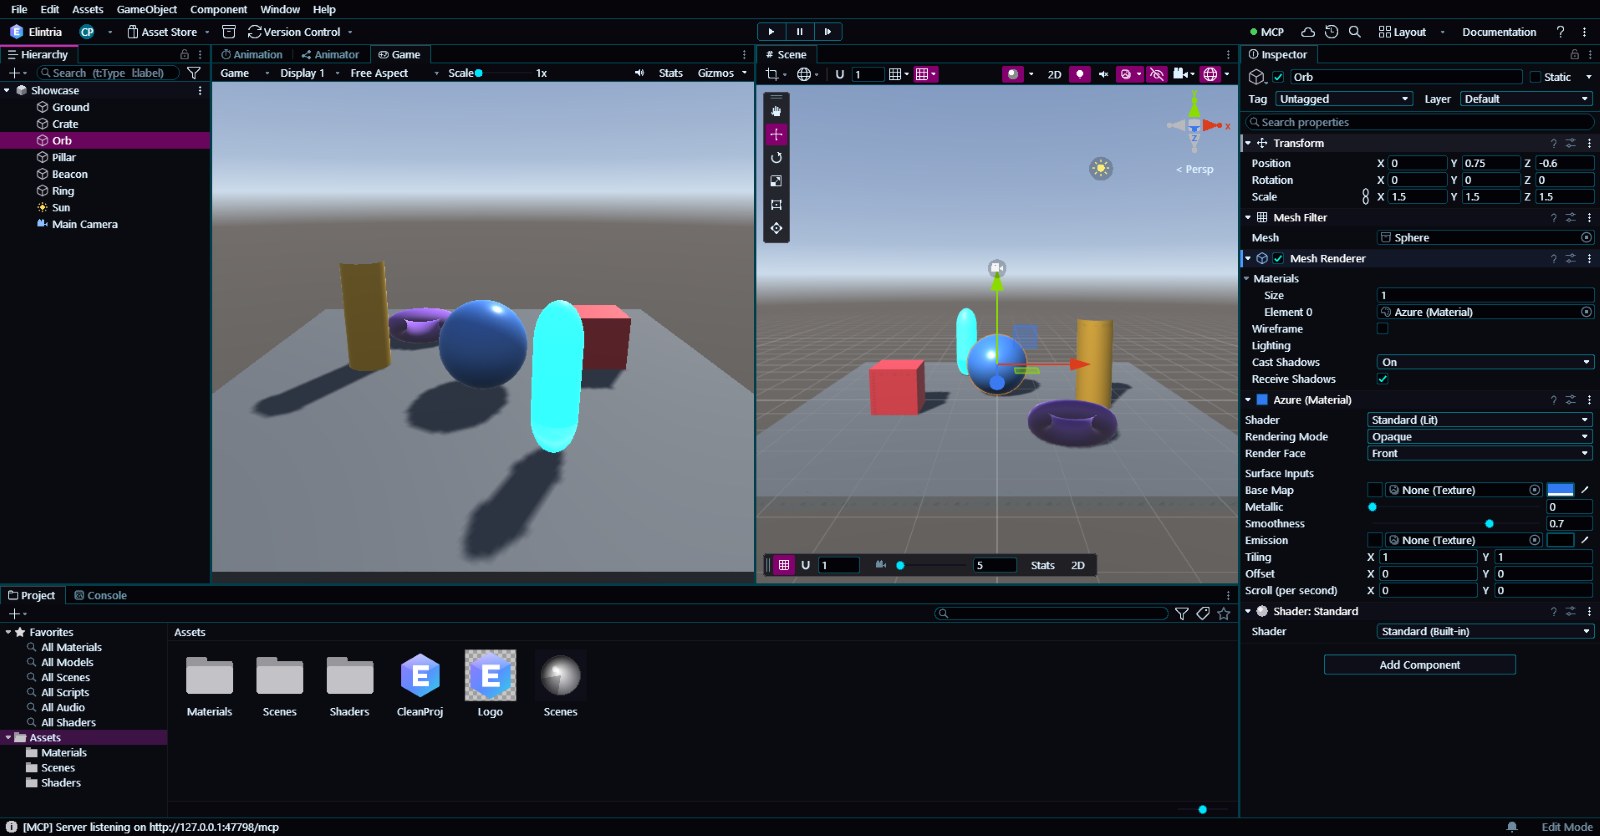 File Edit Assets GameObject Component Window Help
Elintria CP Asset Store Version Control MCP Layout Documentation ?
Hierarchy
Search (t:Type l:label)
Showcase
Ground
Crate
Orb
Pillar
Beacon
Ring
Sun
Main Camera
Animation Animator Game
Game Display 1 Free Aspect Scale 1x Stats Gizmos
# Scene
U 1 2D
y
x
z
< Persp
U 1 5 Stats 2D
Inspector
Orb Static
Tag Untagged Layer Default
Search properties
Transform ?
Position X 0 Y 0.75 Z -0.6
Rotation X 0 Y 0 Z 0
Scale X 1.5 Y 1.5 Z 1.5
Mesh Filter ?
Mesh Sphere
Mesh Renderer ?
Materials
Size 1
Element 0 Azure (Material)
Wireframe
Lighting
Cast Shadows On
Receive Shadows
Azure (Material) ?
Shader Standard (Lit)
Rendering Mode Opaque
Render Face Front
Surface Inputs
Base Map None (Texture)
Metallic 0
Smoothness 0.7
Emission None (Texture)
Tiling X 1 Y 1
Offset X 0 Y 0
Scroll (per second) X 0 Y 0
Shader: Standard ?
Shader Standard (Built-in)
Add Component
Project Console
Favorites
All Materials
All Models
All Scenes
All Scripts
All Audio
All Shaders
Assets
Materials
Scenes
Shaders
Assets
E E
Materials Scenes Shaders CleanProj Logo Scenes
[MCP] Server listening on http://127.0.0.1:47798/mcp Edit Mode